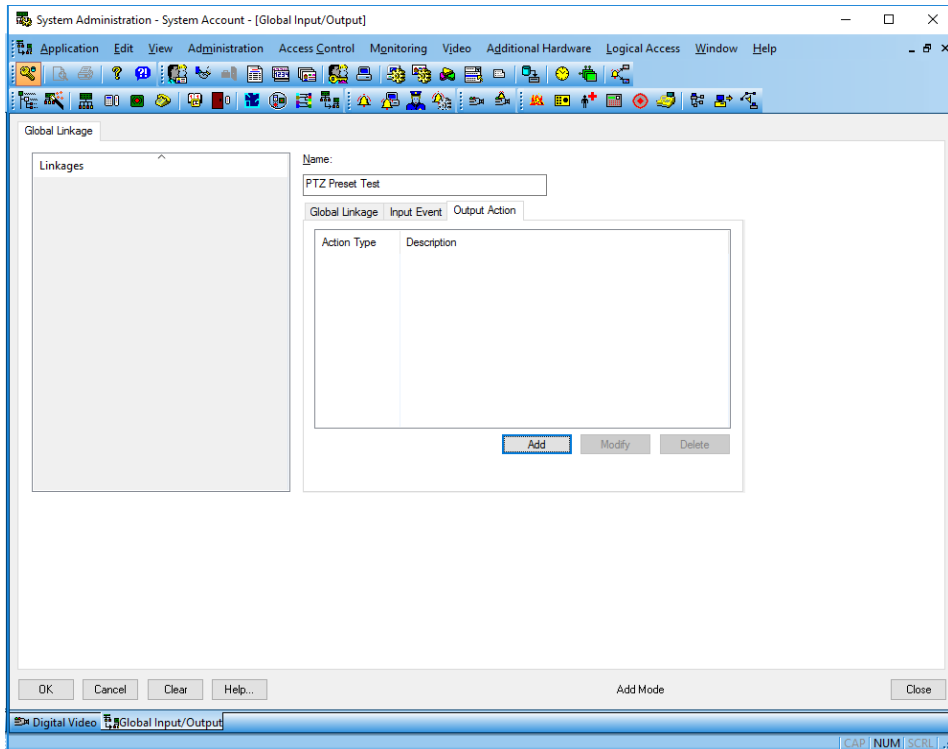 System Administration - System Account - [Global Input/Output]
Application Edit View Administration Access Control Monitoring Video Additional Hardware Logical Access Window Help
Global Linkage
Linkages
Name:
PTZ Preset Test
Global Linkage Input Event Output Action
Action Type Description
Add Modify Delete
OK Cancel Clear Help... Add Mode Close
Digital Video Global Input/Output
CAP NUM SCRL